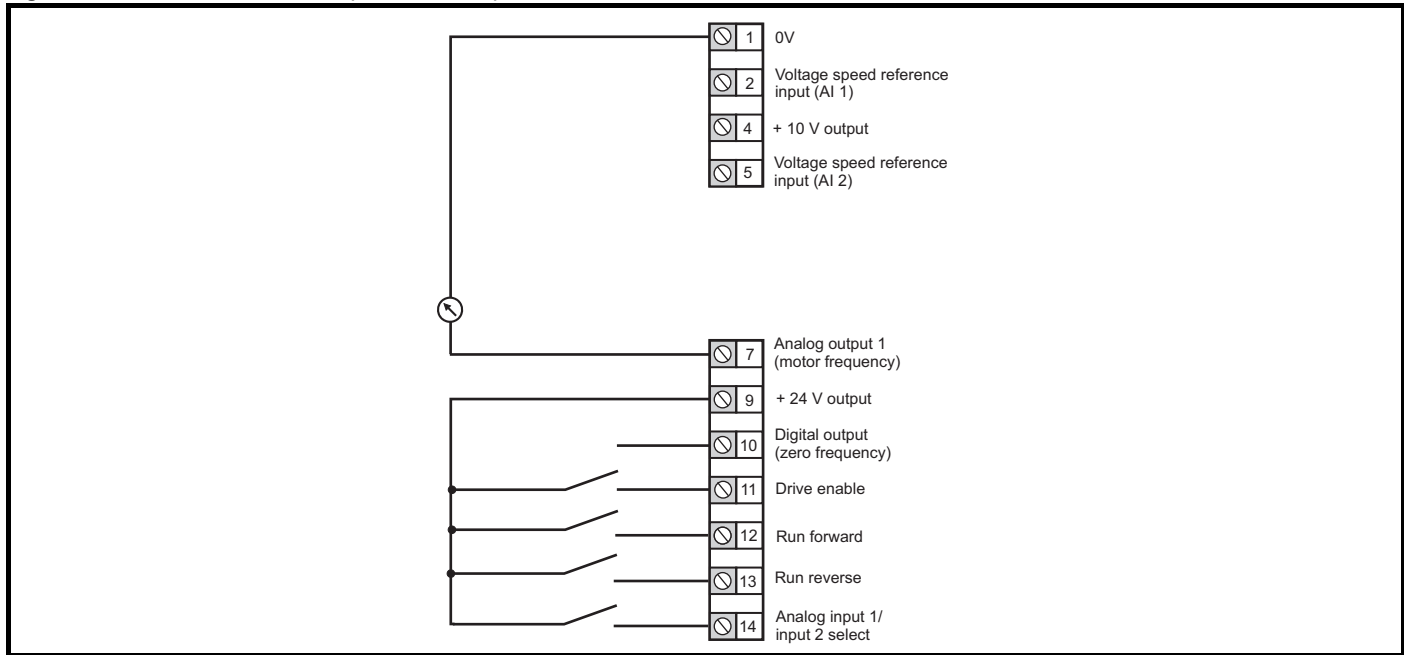 1 0V
2 Voltage speed reference
input (AI 1)
4 + 10 V output
5 Voltage speed reference
input (AI 2)
7 Analog output 1
(motor frequency)
9 + 24 V output
10 Digital output
(zero frequency)
11 Drive enable
12 Run forward
13 Run reverse
14 Analog input 1/
input 2 select